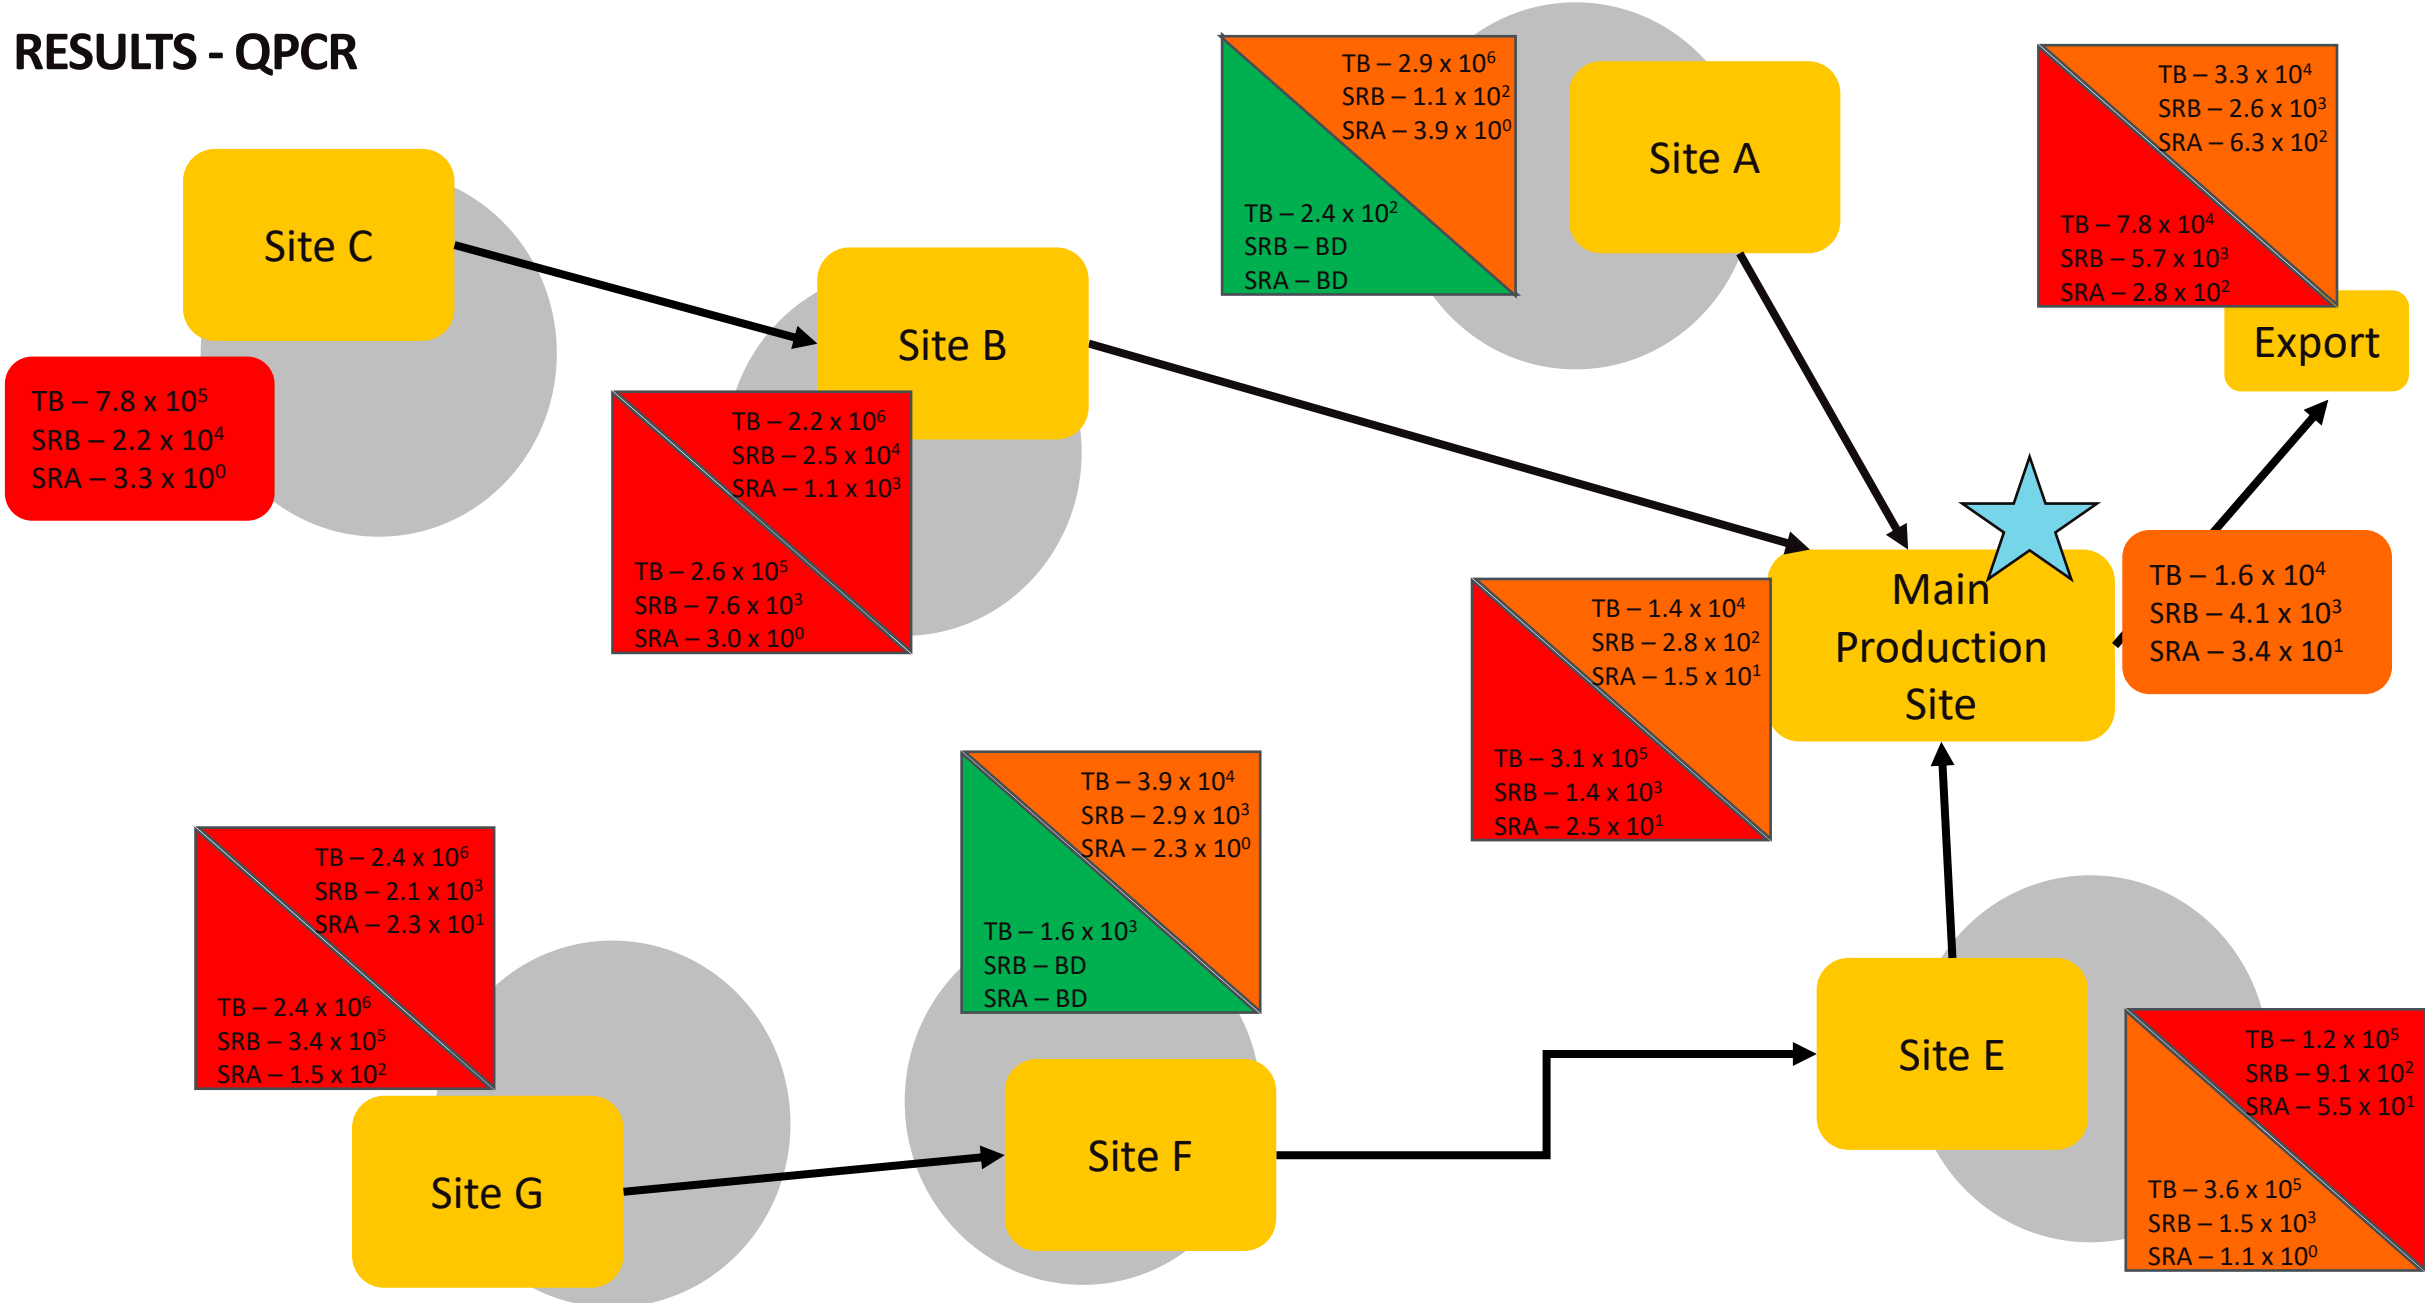 RESULTS - QPCR
TB – 2.9 x 10⁶
SRB – 1.1 x 10²
SRA – 3.9 x 10⁰
TB – 2.4 x 10²
SRB – BD
SRA – BD
Site A
TB – 3.3 x 10⁴
SRB – 2.6 x 10³
SRA – 6.3 x 10²
TB – 7.8 x 10⁴
SRB – 5.7 x 10³
SRA – 2.8 x 10²
Export
Site C
TB – 7.8 x 10⁵
SRB – 2.2 x 10⁴
SRA – 3.3 x 10⁰
Site B
TB – 2.2 x 10⁶
SRB – 2.5 x 10⁴
SRA – 1.1 x 10³
TB – 2.6 x 10⁵
SRB – 7.6 x 10³
SRA – 3.0 x 10⁰
Main
Production
Site
TB – 1.6 x 10⁴
SRB – 4.1 x 10³
SRA – 3.4 x 10¹
TB – 1.4 x 10⁴
SRB – 2.8 x 10²
SRA – 1.5 x 10¹
TB – 3.1 x 10⁵
SRB – 1.4 x 10³
SRA – 2.5 x 10¹
TB – 2.4 x 10⁶
SRB – 2.1 x 10³
SRA – 2.3 x 10¹
TB – 2.4 x 10⁶
SRB – 3.4 x 10⁵
SRA – 1.5 x 10²
Site G
TB – 3.9 x 10⁴
SRB – 2.9 x 10³
SRA – 2.3 x 10⁰
TB – 1.6 x 10³
SRB – BD
SRA – BD
Site F
Site E
TB – 1.2 x 10⁵
SRB – 9.1 x 10²
SRA – 5.5 x 10¹
TB – 3.6 x 10⁵
SRB – 1.5 x 10³
SRA – 1.1 x 10⁰